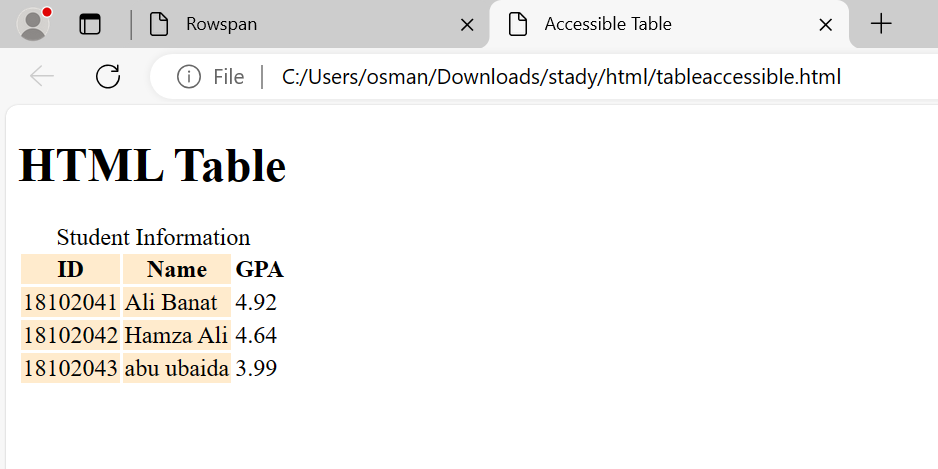 Rowspan Accessible Table
File C:/Users/osman/Downloads/stady/html/tableaccessible.html
HTML Table
Student Information
ID Name GPA
18102041 Ali Banat 4.92
18102042 Hamza Ali 4.64
18102043 abu ubaida 3.99